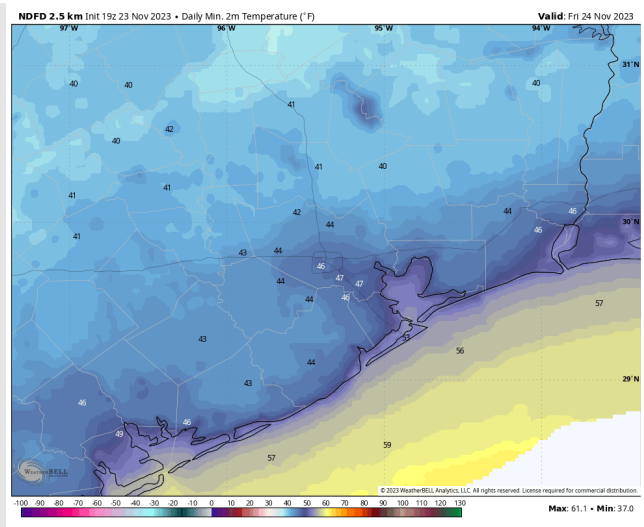 NDFD 2.5 km Init 19z 23 Nov 2023 • Daily Min. 2m Temperature (°F)
Valid: Fri 24 Nov 2023
97°W 96°W 95°W 94°W
31°N
40 40 40
41
42
40
41 40
41
41
42 44 46
44 30°N
41 46
43 44
46
44 47 47
44 46
57
53
43 56
44
43 29°N
46
46
49
59
57
WEATHERBELL
© 2023 WeatherBELL Analytics, LLC. All rights reserved. License required for commercial distribution.
-100 -90 -80 -70 -60 -50 -40 -30 -20 -10 0 10 20 30 40 50 60 70 80 90 100 110 120 130
Max: 61.1 • Min: 37.0